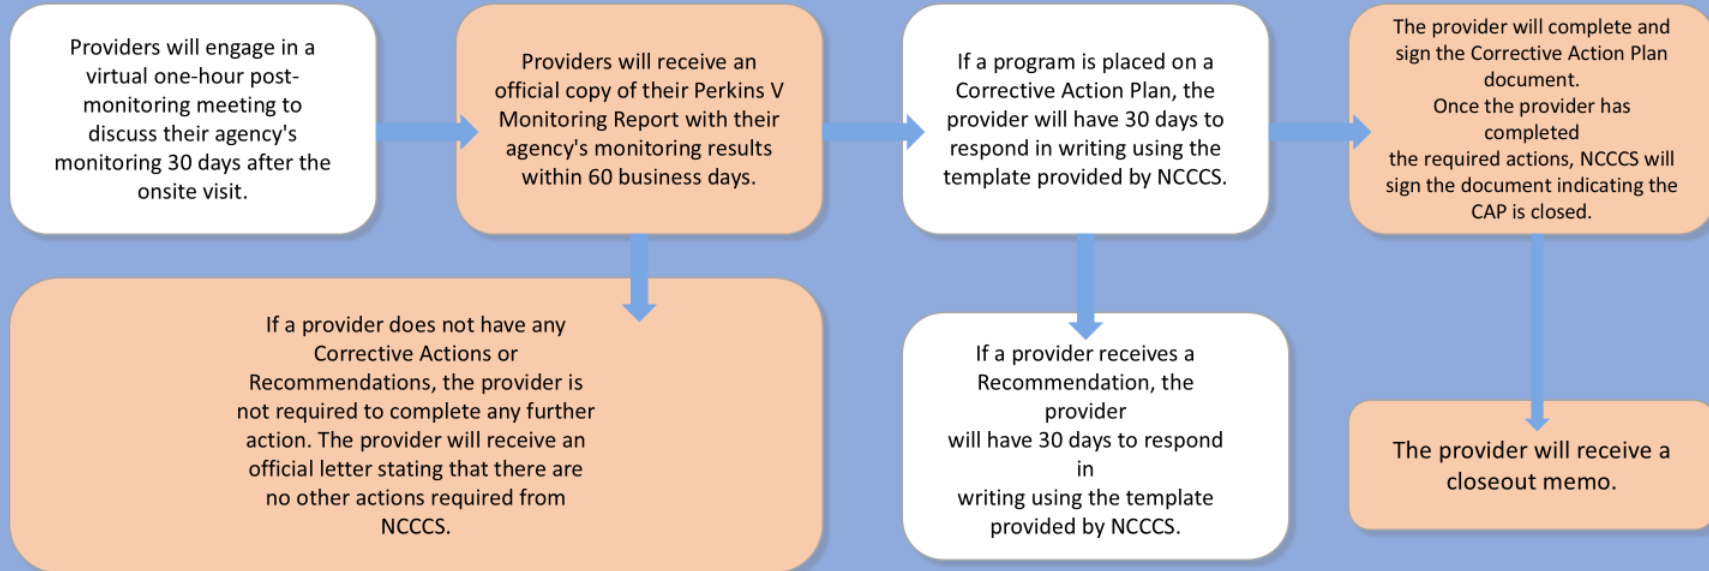 Providers will engage in a
virtual one-hour post-
monitoring meeting to
discuss their agency's
monitoring 30 days after the
onsite visit.
Providers will receive an
official copy of their Perkins V
Monitoring Report with their
agency's monitoring results
within 60 business days.
If a program is placed on a
Corrective Action Plan, the
provider will have 30 days to
respond in writing using the
template provided by NCCCS.
The provider will complete and
sign the Corrective Action Plan
document.
Once the provider has
completed
the required actions, NCCCS will
sign the document indicating the
CAP is closed.
If a provider does not have any
Corrective Actions or
Recommendations, the provider is
not required to complete any further
action. The provider will receive an
official letter stating that there are
no other actions required from
NCCCS.
If a provider receives a
Recommendation, the
provider
will have 30 days to respond
in
writing using the template
provided by NCCCS.
The provider will receive a
closeout memo.